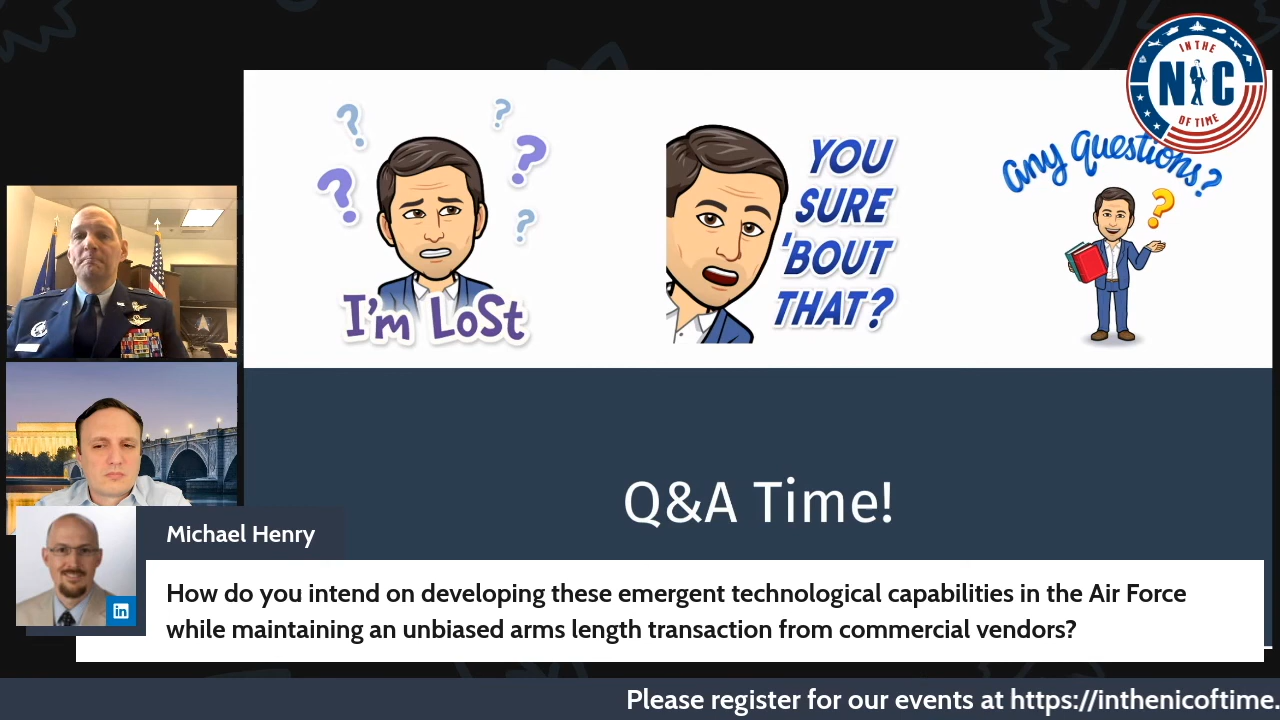 IN THE
NIC
OF TIME
I'm LoSt
YOU
SURE
'BOUT
THAT?
any questions?
Q&A Time!
Michael Henry
in
How do you intend on developing these emergent technological capabilities in the Air Force
while maintaining an unbiased arms length transaction from commercial vendors?
Please register for our events at https://inthenicoftime.